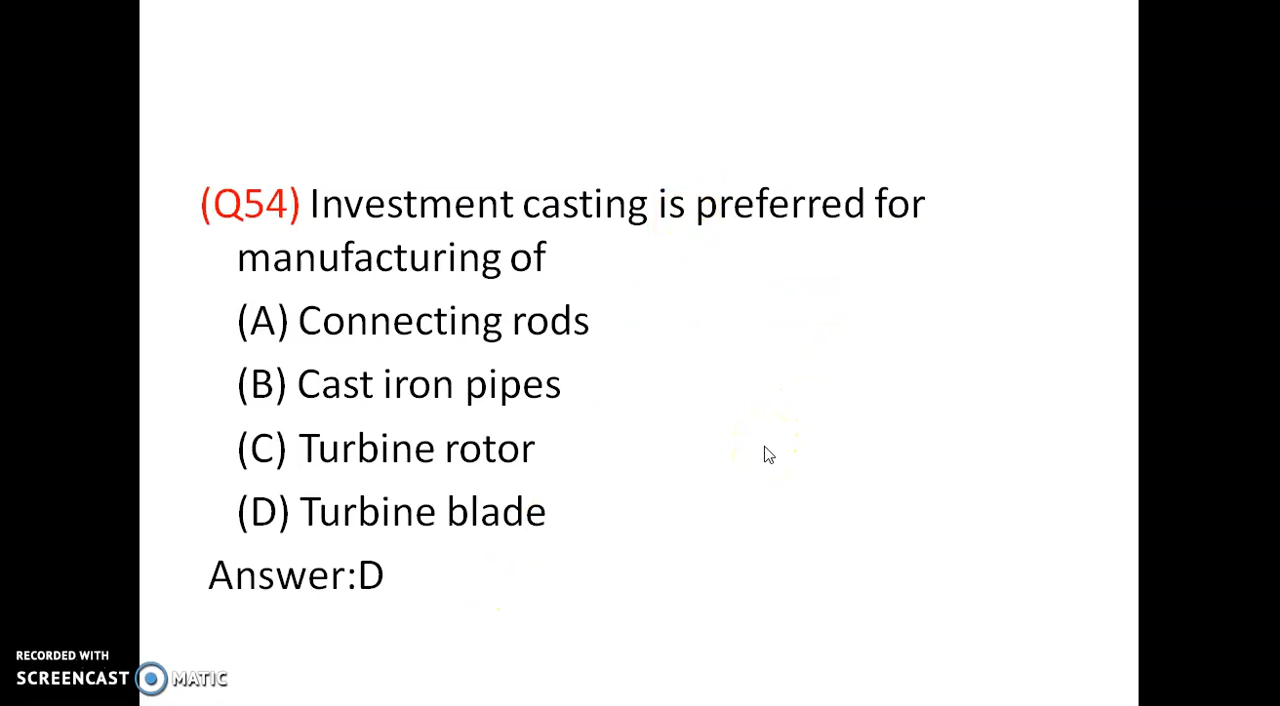 (Q54) Investment casting is preferred for
manufacturing of
(A) Connecting rods
(B) Cast iron pipes
(C) Turbine rotor
(D) Turbine blade
Answer:D
RECORDED WITH
SCREENCAST MATIC